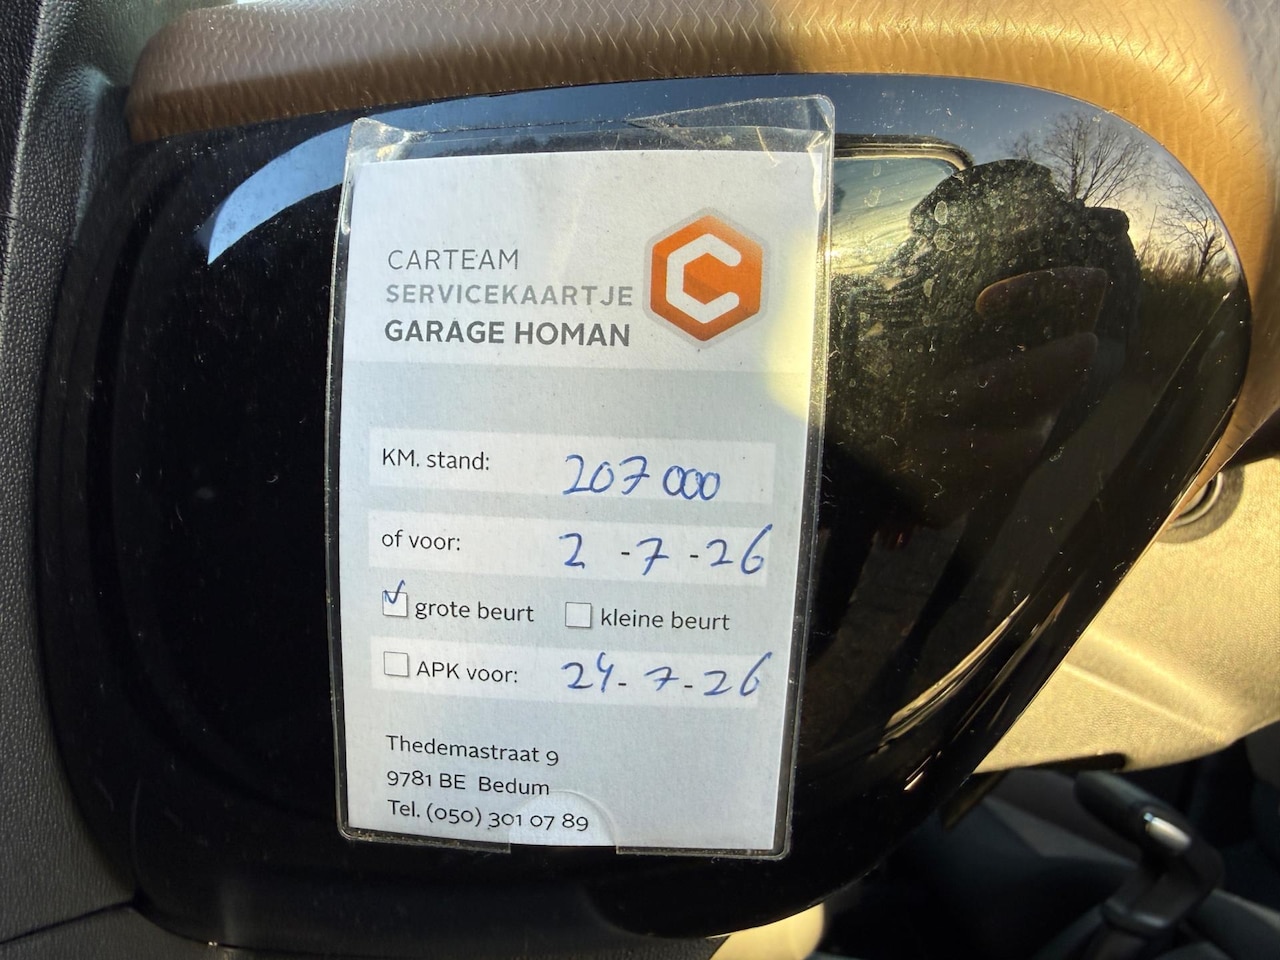 CARTEAM
SERVICEKAARTJE
GARAGE HOMAN
KM. stand: 207 000
of voor: 2 -7 -26
grote beurt kleine beurt
APK voor: 24-7-26
Thedemastraat 9
9781 BE Bedum
Tel. (050) 301 07 89